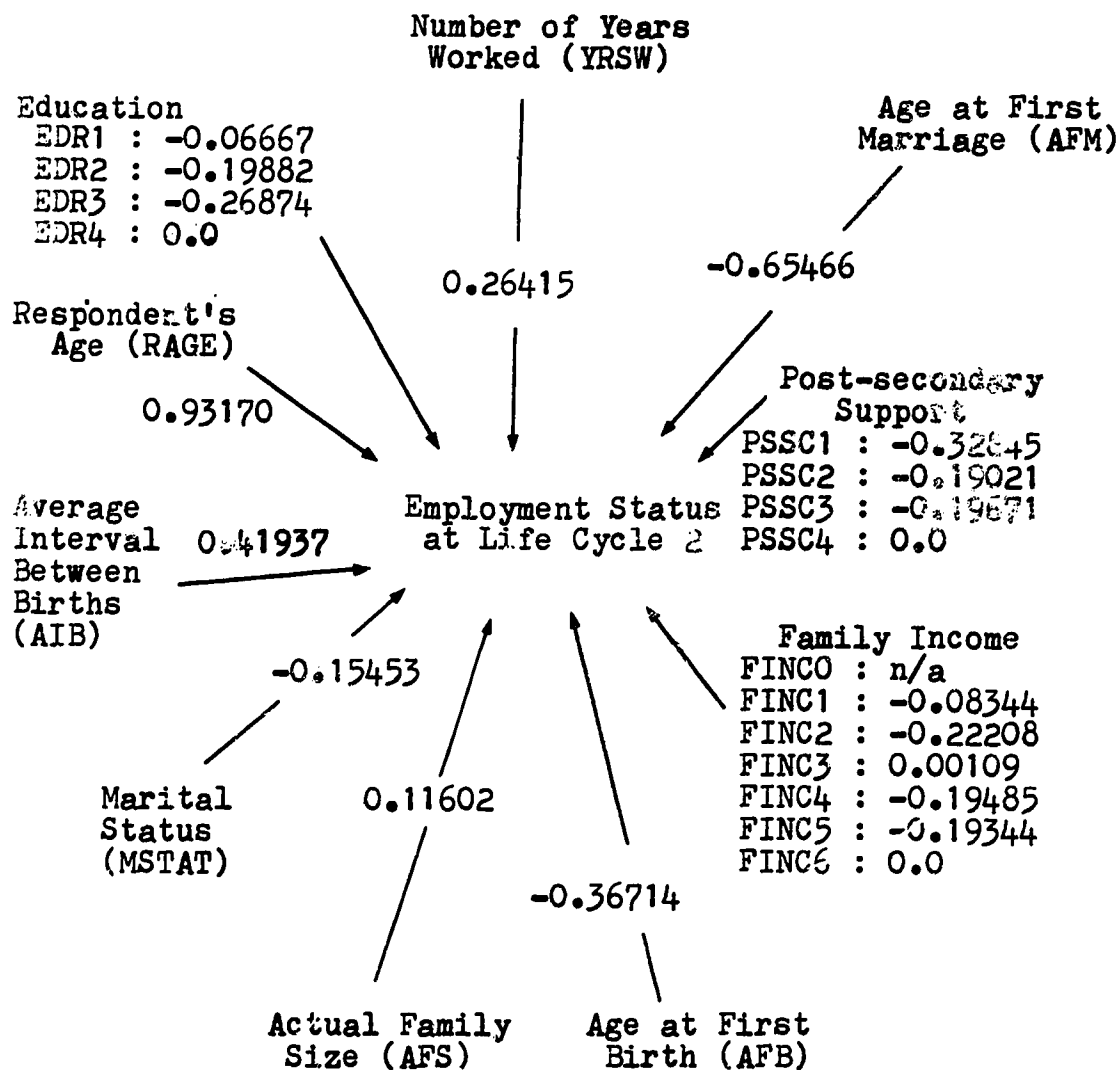 Number of Years
Worked (YRSW)
Education
EDR1 : -0.06667
EDR2 : -0.19882
EDR3 : -0.26874
EDR4 : 0.0
Age at First
Marriage (AFM)
0.26415
-0.65466
Respondent's
Age (RAGE)
0.93170
Post-secondary
Support
PSSC1 : -0.32845
PSSC2 : -0.19021
PSSC3 : -0.19671
PSSC4 : 0.0
Average
Interval
Between
Births
(AIB)
0.41937
Employment Status
at Life Cycle 2
-0.15453
Marital
Status
(MSTAT)
0.11602
Family Income
FINC0 : n/a
FINC1 : -0.08344
FINC2 : -0.22208
FINC3 : 0.00109
FINC4 : -0.19485
FINC5 : -0.19344
FINC6 : 0.0
-0.36714
Actual Family
Size (AFS)
Age at First
Birth (AFB)